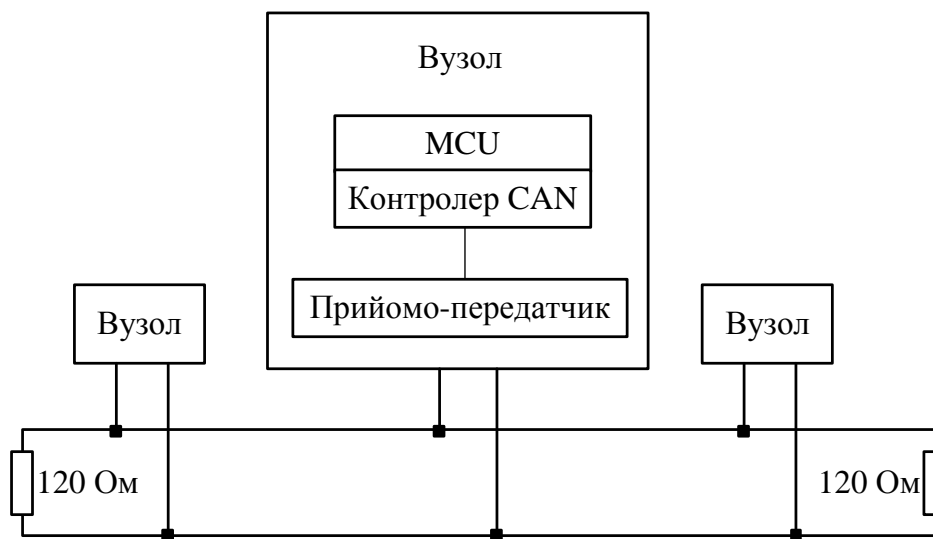 Вузол
MCU
Контролер CAN
Прийомо-передатчик
Вузол
Вузол
120 Ом
120 Ом